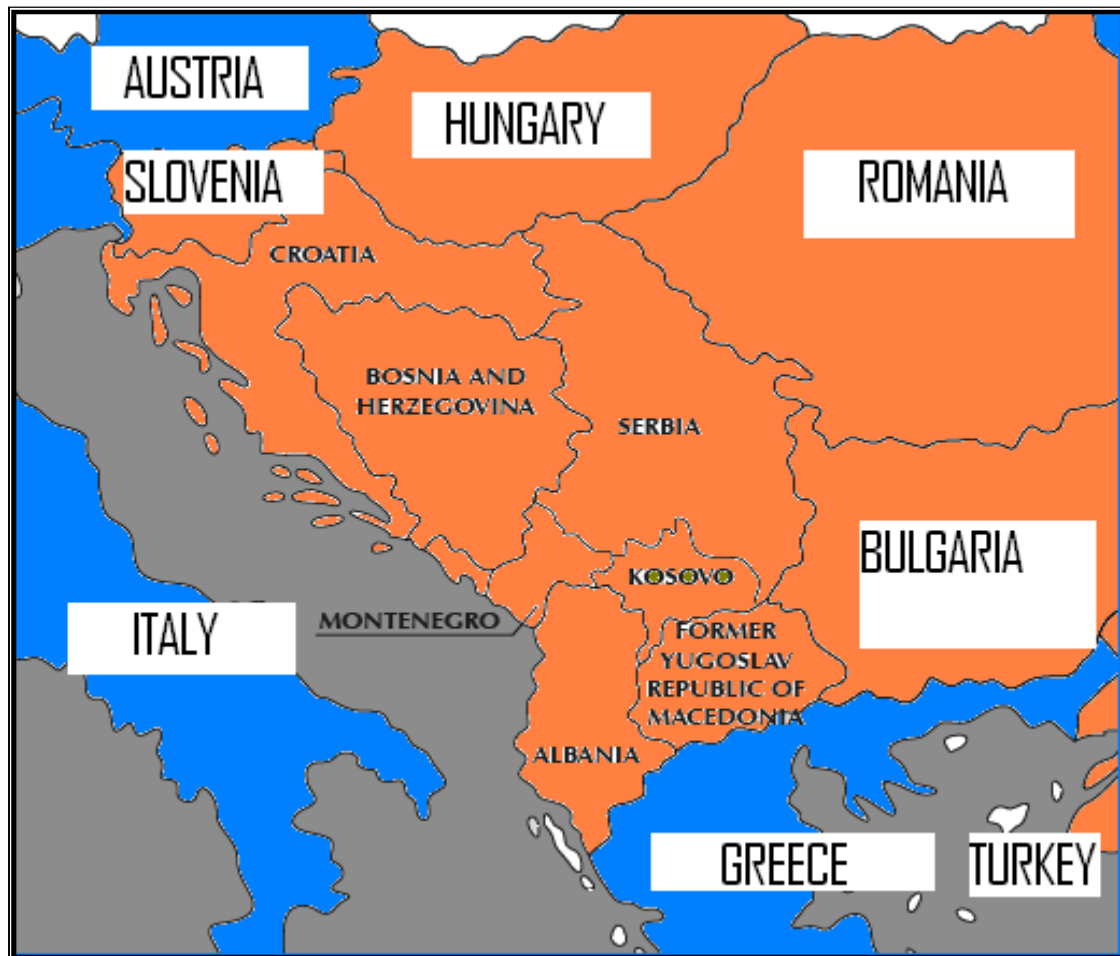 AUSTRIA
HUNGARY
SLOVENIA
ROMANIA
CROATIA
BOSNIA AND
HERZEGOVINA
SERBIA
BULGARIA
KOSOVO
MONTENEGRO
ITALY
FORMER
YUGOSLAV
REPUBLIC OF
MACEDONIA
ALBANIA
GREECE
TURKEY